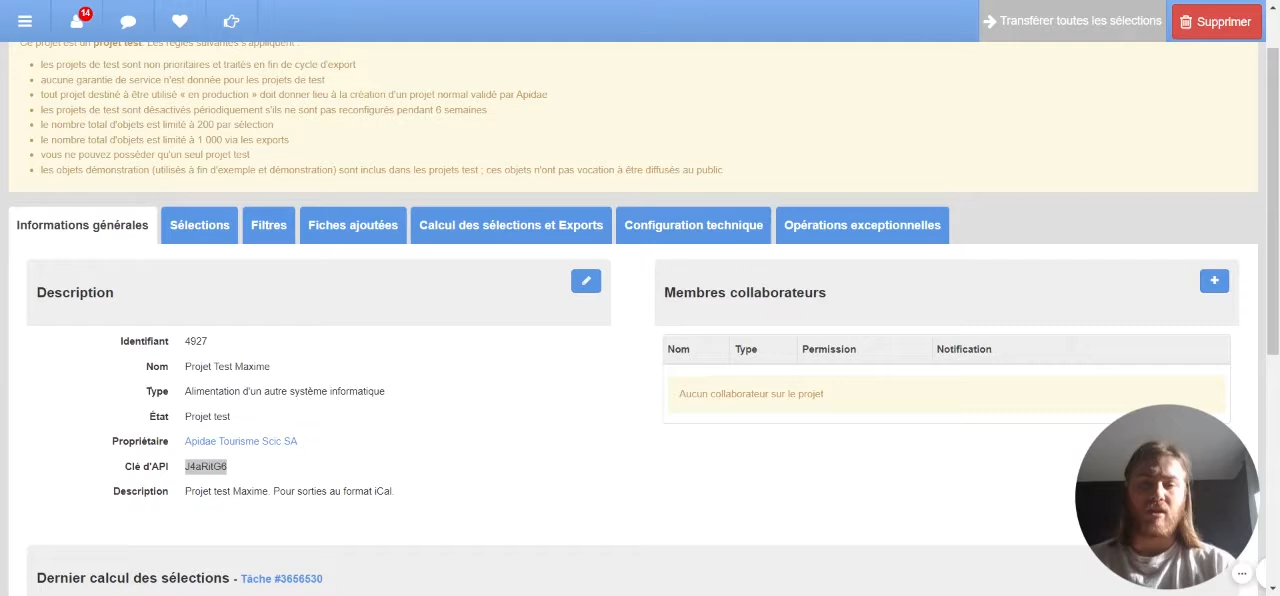 14
Transférer toutes les sélections
Supprimer
Ce projet est un projet test. Les règles suivantes s'appliquent :
les projets de test sont non prioritaires et traités en fin de cycle d'export
aucune garantie de service n'est donnée pour les projets de test
tout projet destiné à être utilisé « en production » doit donner lieu à la création d'un projet normal validé par Apidae
les projets de test sont désactivés périodiquement s'ils ne sont pas reconfigurés pendant 6 semaines
le nombre total d'objets est limité à 200 par sélection
le nombre total d'objets est limité à 1 000 via les exports
vous ne pouvez posséder qu'un seul projet test
les objets démonstration (utilisés à fin d'exemple et démonstration) sont inclus dans les projets test ; ces objets n'ont pas vocation à être diffusés au public
Informations générales
Sélections
Filtres
Fiches ajoutées
Calcul des sélections et Exports
Configuration technique
Opérations exceptionnelles
Description
Identifiant 4927
Nom Projet Test Maxime
Type Alimentation d'un autre système informatique
État Projet test
Propriétaire Apidae Tourisme Scic SA
Clé d'API J4aRitG6
Description Projet test Maxime. Pour sorties au format iCal.
Membres collaborateurs
Nom Type Permission Notification
Aucun collaborateur sur le projet
Dernier calcul des sélections - Tâche #3656530